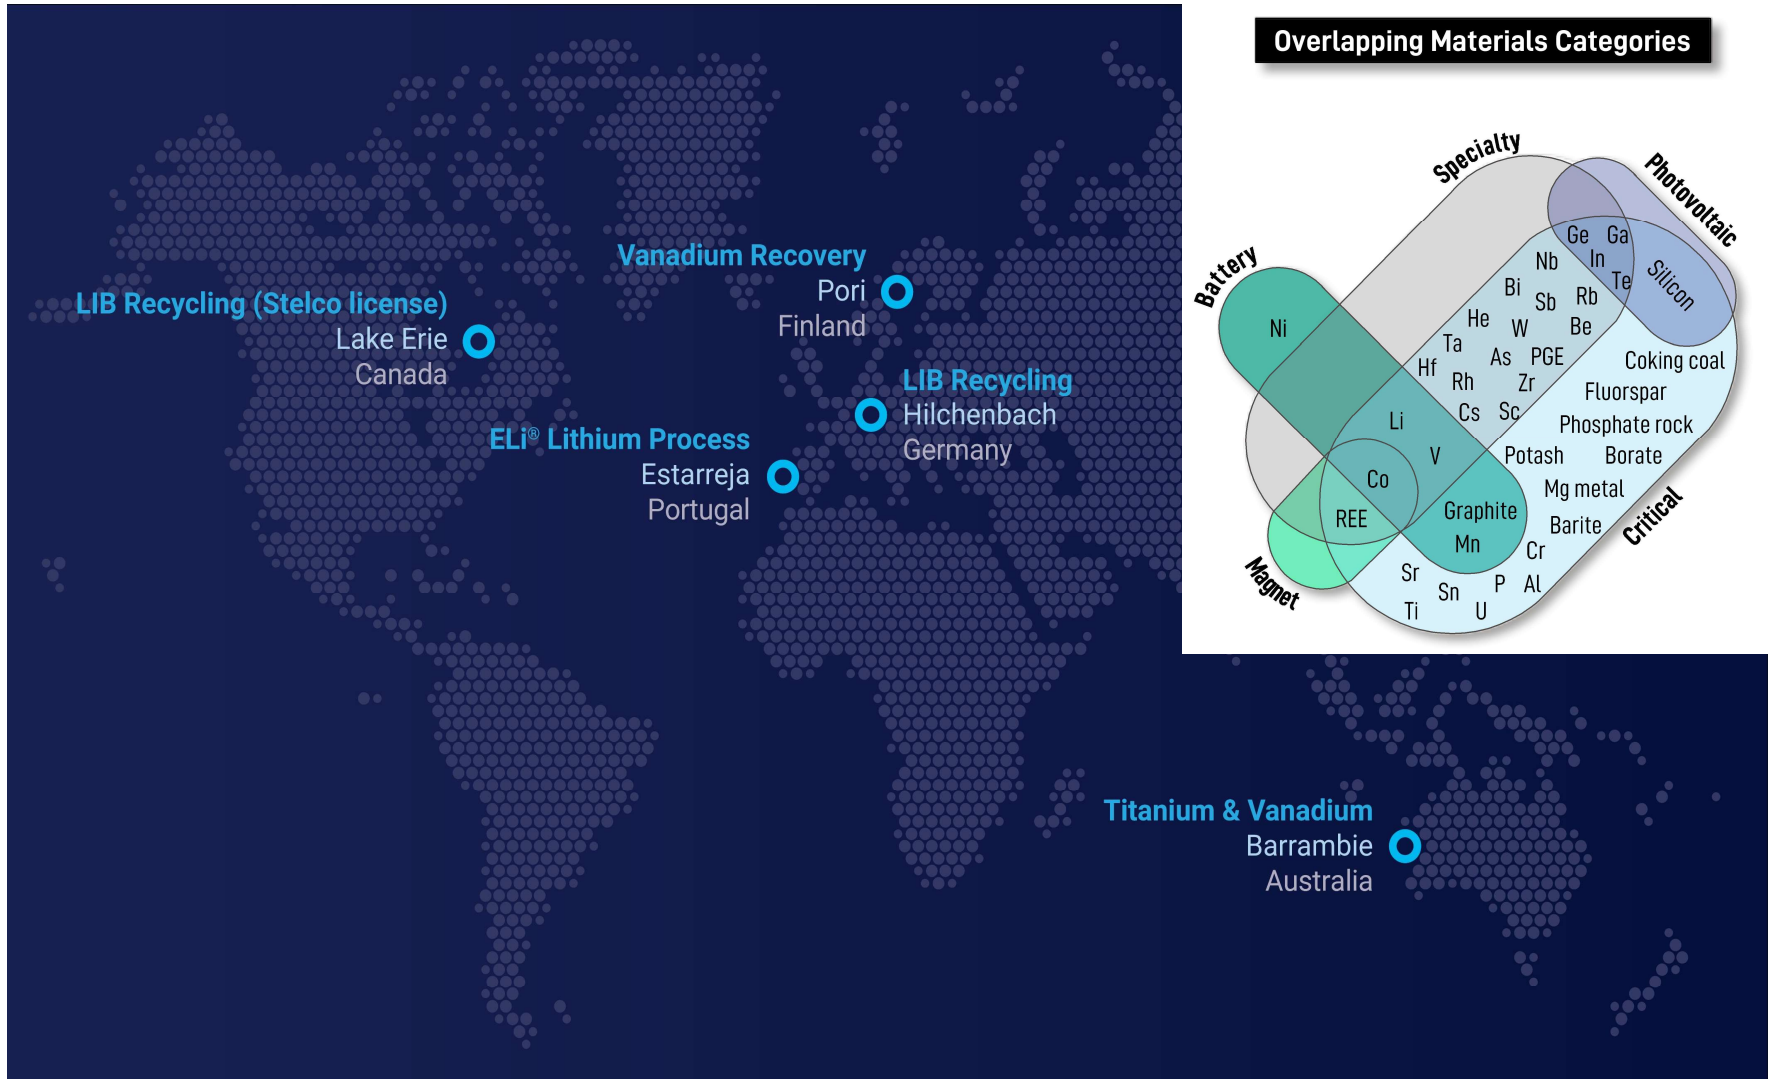 Overlapping Materials Categories
Specialty
Photovoltaic
Battery
Magnet
Critical
Ge Ga
In
Te
Silicon
Nb
Bi
Sb
Rb
He
W
Be
Ta
As
PGE
Hf
Rh
Zr
Cs
Sc
Ni
Li
V
Co
REE
Graphite
Mn
Coking coal
Fluorspar
Phosphate rock
Potash
Borate
Mg metal
Barite
Cr
Sr
Sn
P
Al
Ti
U
Vanadium Recovery
Pori
Finland
LIB Recycling (Stelco license)
Lake Erie
Canada
LIB Recycling
Hilchenbach
Germany
ELi® Lithium Process
Estarreja
Portugal
Titanium & Vanadium
Barrambie
Australia